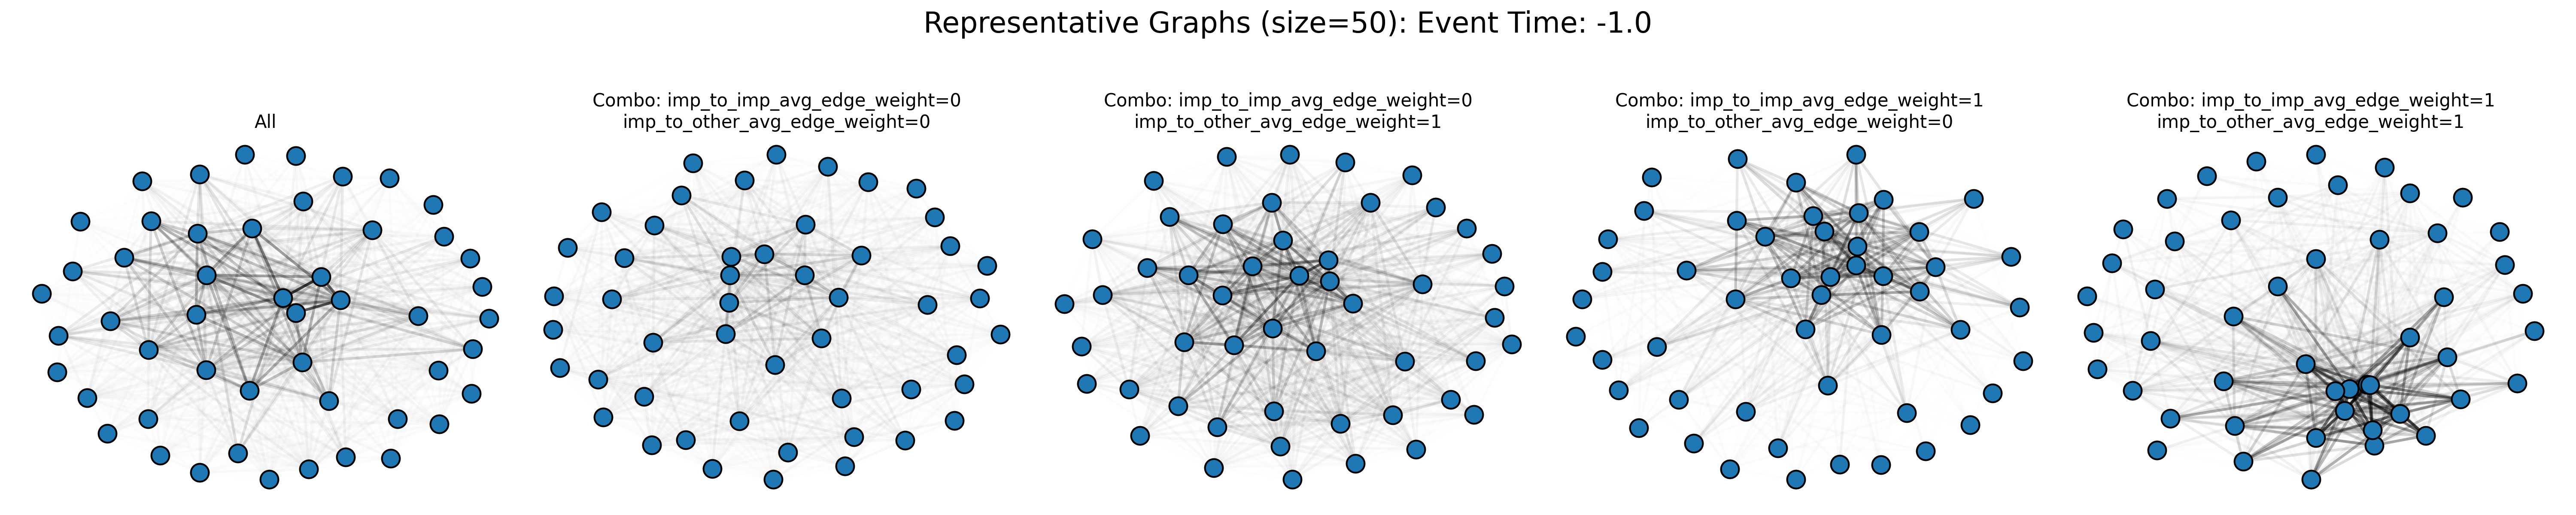 Representative Graphs (size=50): Event Time: -1.0
All
Combo: imp_to_imp_avg_edge_weight=0
imp_to_other_avg_edge_weight=0
Combo: imp_to_imp_avg_edge_weight=0
imp_to_other_avg_edge_weight=1
Combo: imp_to_imp_avg_edge_weight=1
imp_to_other_avg_edge_weight=0
Combo: imp_to_imp_avg_edge_weight=1
imp_to_other_avg_edge_weight=1